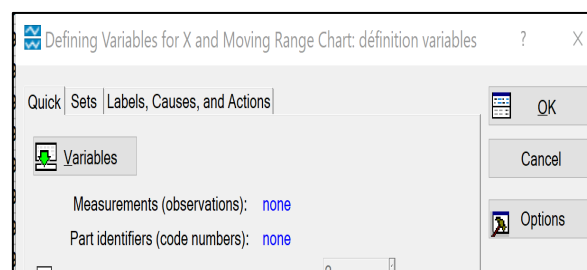 Defining Variables for X and Moving Range Chart: définition variables ? X
Quick Sets Labels, Causes, and Actions
OK
Variables
Cancel
Measurements (observations): none
Options
Part identifiers (code numbers): none